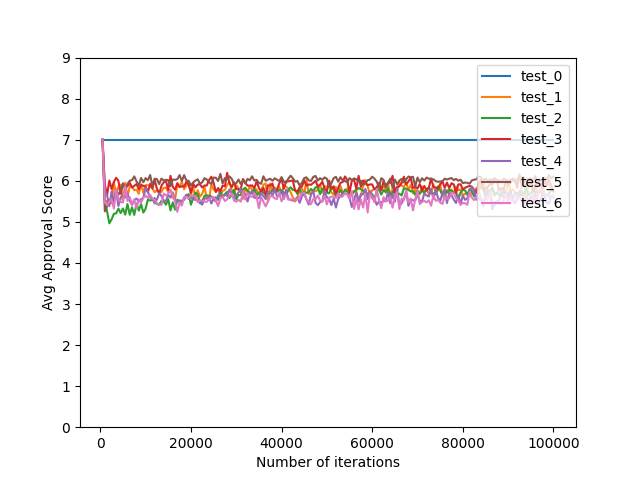 9
8
7
6
5
4
3
2
1
0
Avg Approval Score
test_0
test_1
test_2
test_3
test_4
test_5
test_6
0 20000 40000 60000 80000 100000
Number of iterations